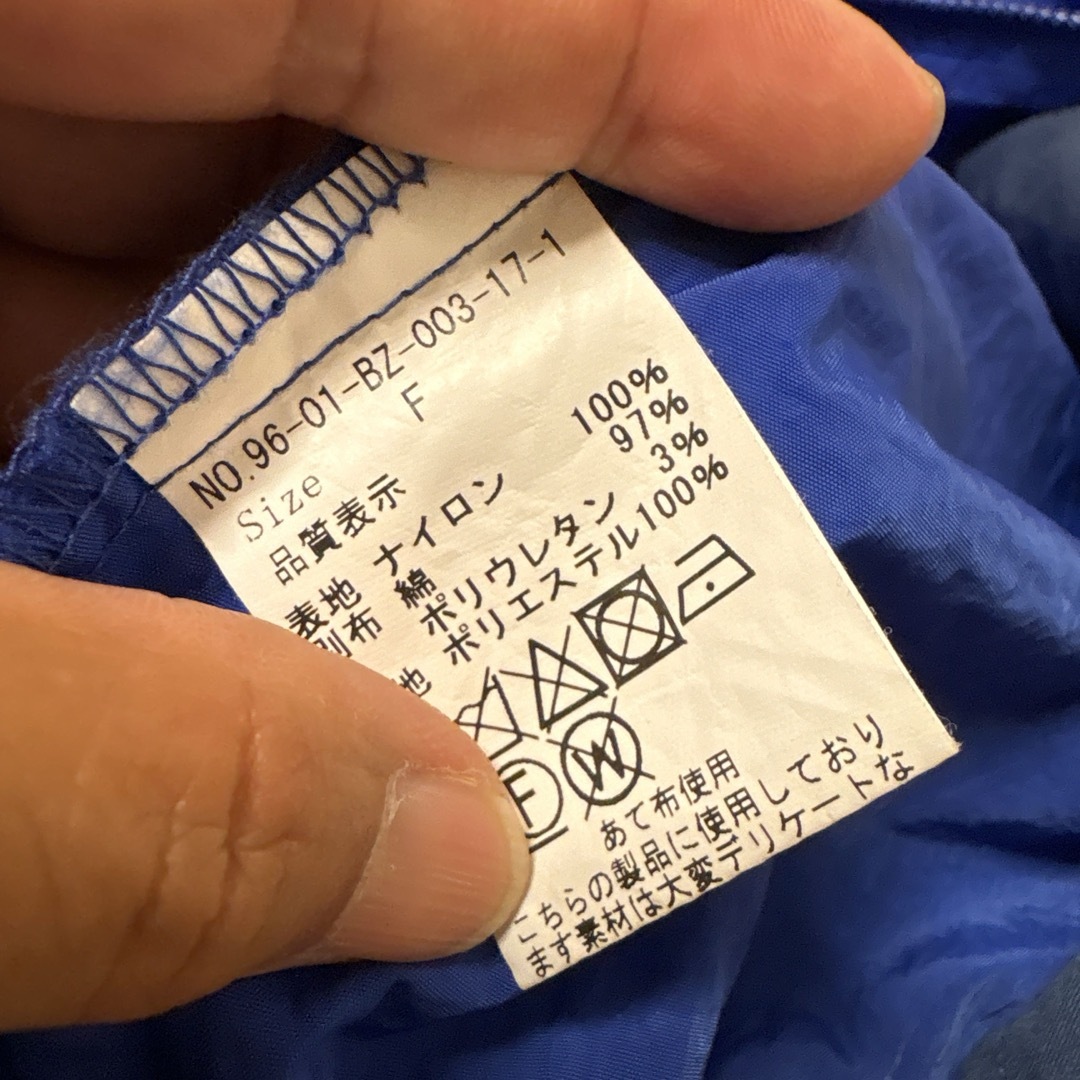 NO.96-01-BZ-003-17-1
Size F
品質表示
表地 ナイロン 100%
別布 綿 97%
ポリウレタン 3%
地 ポリエステル100%
F W
あて布使用
こちらの製品に使用しており
ます素材は大変デリケートな